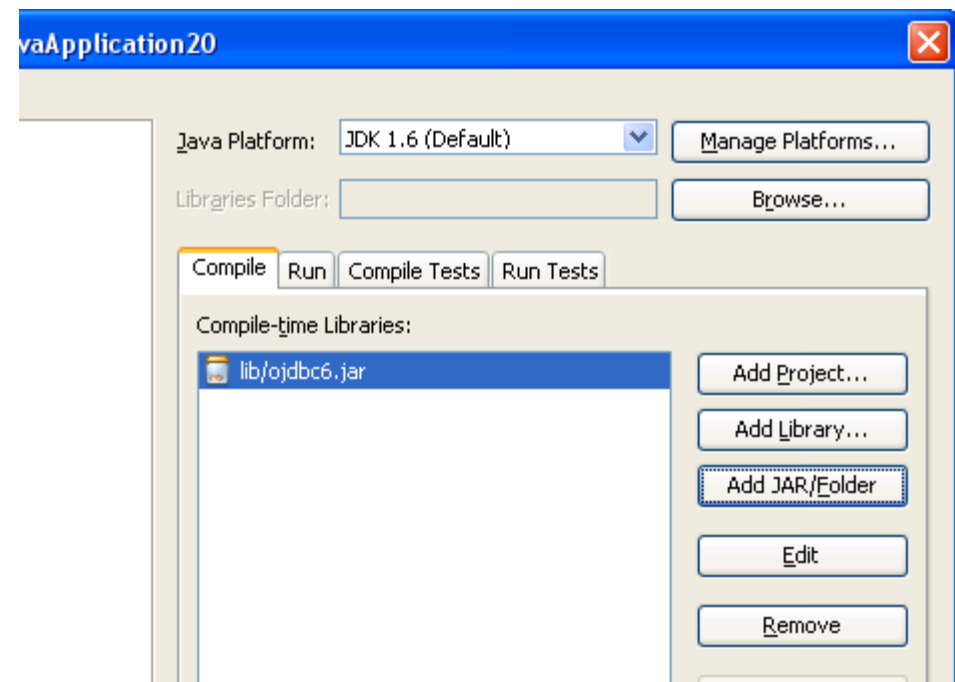 vaApplication20
Java Platform: JDK 1.6 (Default) Manage Platforms...
Libraries Folder: Browse...
Compile Run Compile Tests Run Tests
Compile-time Libraries:
lib/ojdbc6.jar
Add Project...
Add Library...
Add JAR/Folder
Edit
Remove